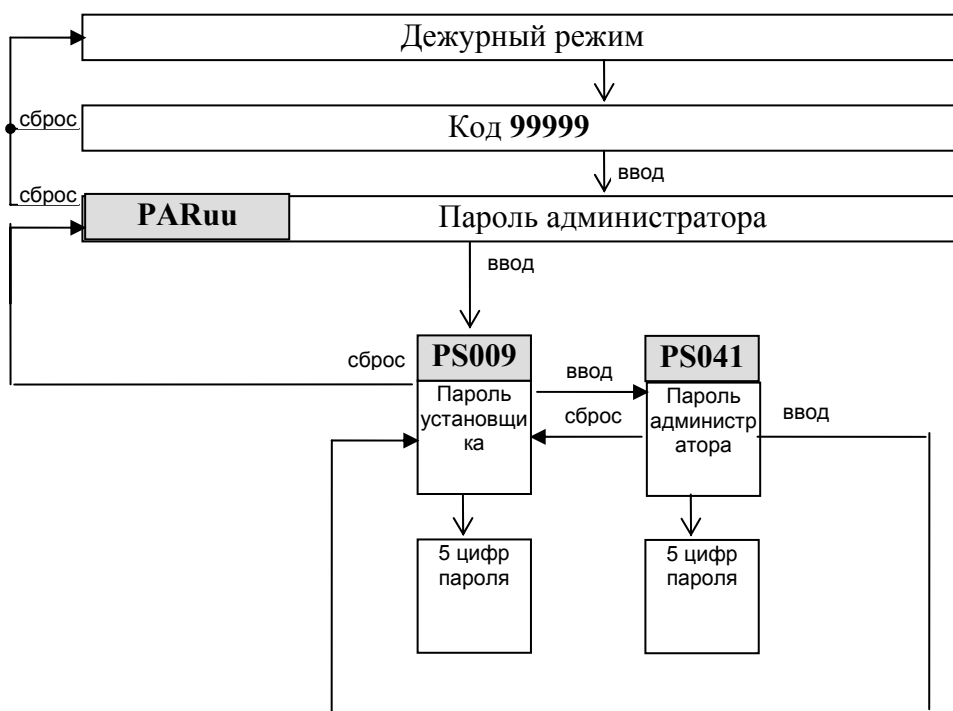 Дежурный режим
сброс
Код 99999
ввод
сброс
PARuu
Пароль администратора
ввод
сброс
PS009
ввод
PS041
Пароль
установщи
ка
сброс
Пароль
администр
атора
ввод
5 цифр
пароля
5 цифр
пароля